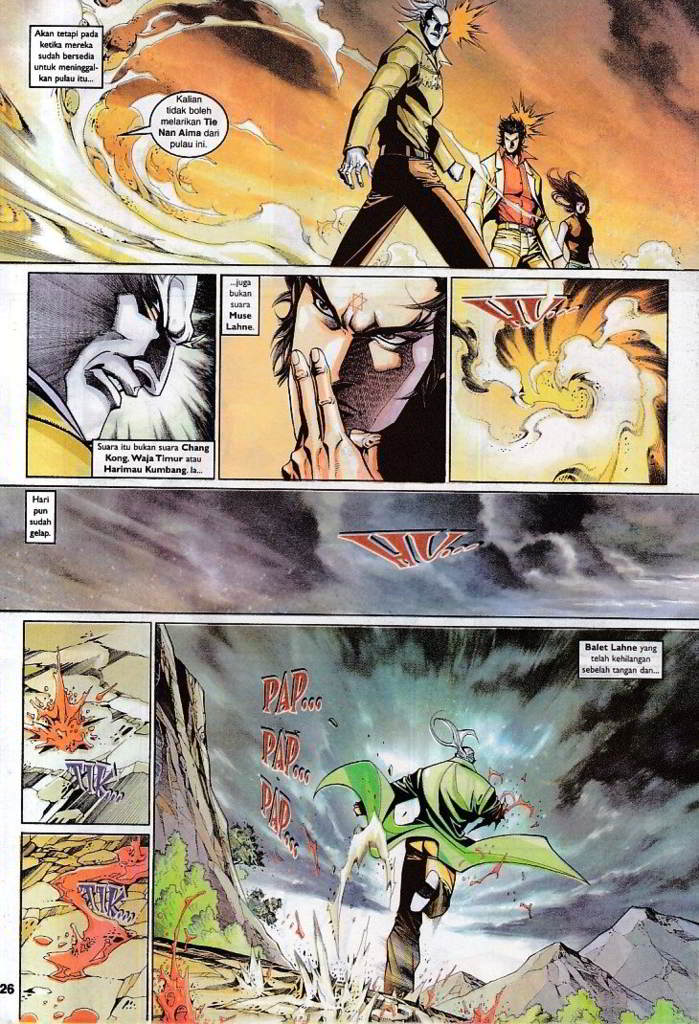 Akan tetapi pada
ketika mereka
sudah bersedia
untuk meninggal-
kan pulau itu...
Kalian
tidak boleh
melarikan Tie
Nan Aima dari
pulau ini.
Suara itu bukan suara Chang
Kong, Waja Timur atau
Harimau Kumbang. Ia...
...juga
bukan
suara
Muse
Lahne.
HU...
Hari
pun
sudah
gelap.
HU...
TIK...
TIK...
Balet Lahne yang
telah kehilangan
sebelah tangan dan...
PAP...
PAP...
PAP...
26